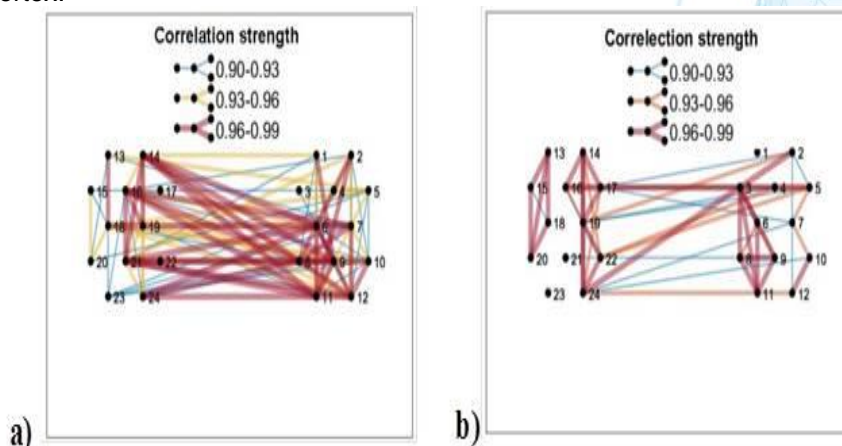 Correlation strength
0.90-0.93
0.93-0.96
0.96-0.99
13 14 1 2
15 16 17 3 4 5
18 19 6 7
20 21 22 8 9 10
23 24 11 12
a)
Correlection strength
0.90-0.93
0.93-0.96
0.96-0.99
13 14 1 2
15 16 17 3 4 5
18 19 6 7
20 21 22 8 9 10
23 24 11 12
b)